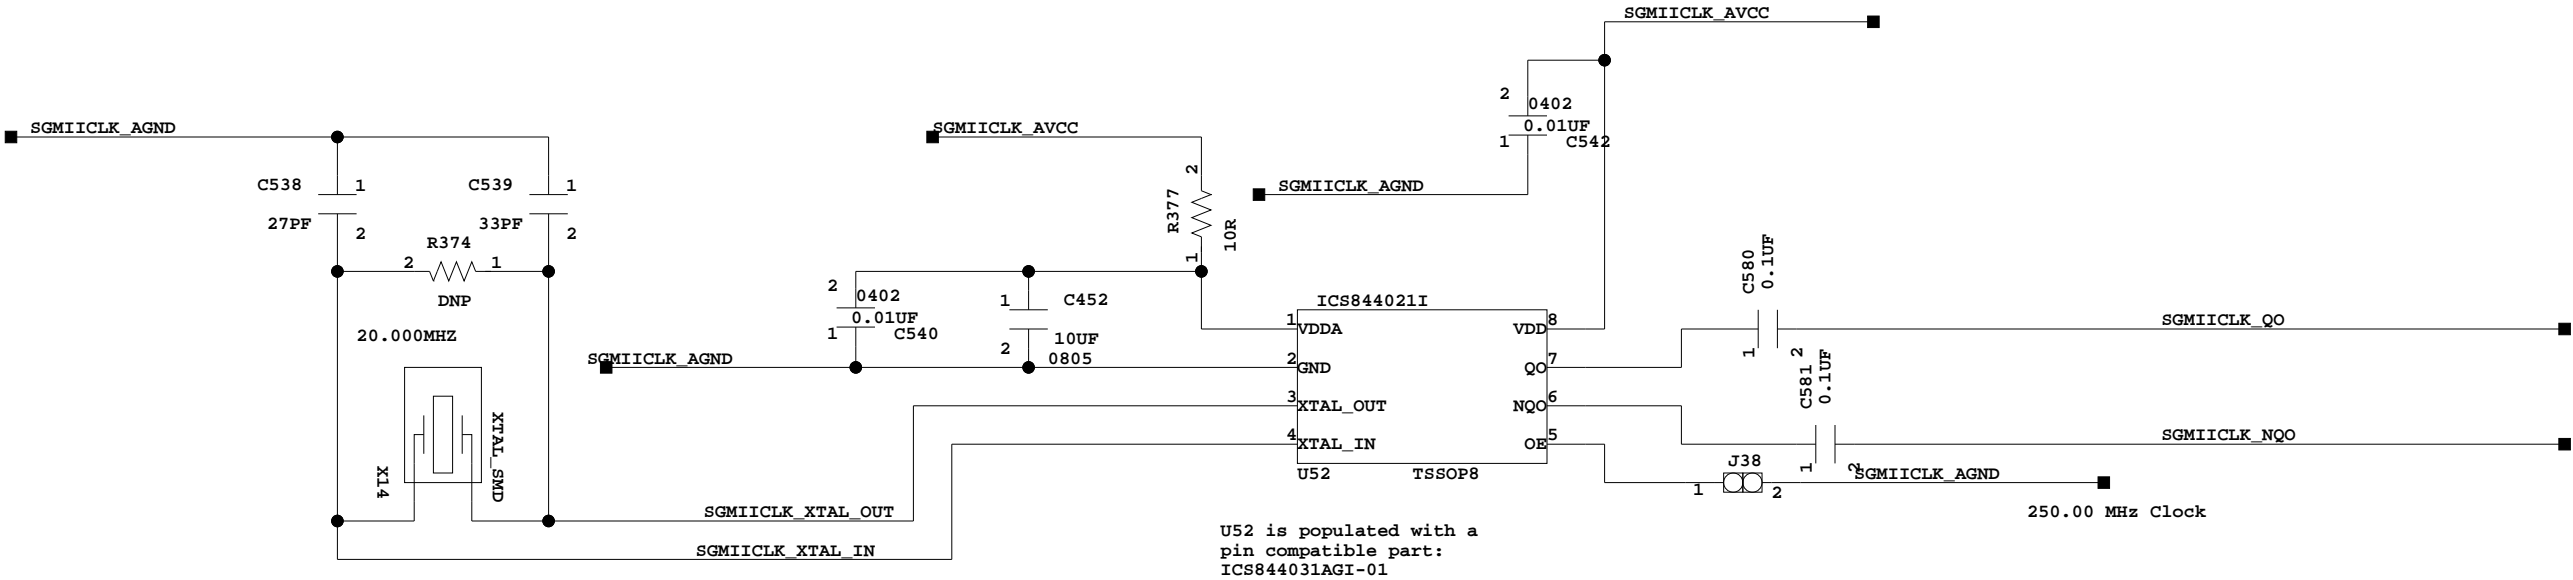 SGMIICLK_AVCC
2
0402
0.01UF
1
C542
SGMIICLK_AGND
SGMIICLK_AVCC
SGMIICLK_AGND
C538
1
27PF
2
C539
1
33PF
2
R374
2
1
DNP
20.000MHZ
X14
XTAL_SMD
2
R377
10R
1
2
0402
0.01UF
1
C540
1
C452
10UF
2
0805
SGMIICLK_AGND
ICS844021I
1
VDDA
2
GND
3
XTAL_OUT
4
XTAL_IN
VDD
8
QO
7
NQO
6
OE
5
U52
TSSOP8
C580
0.1UF
1
2
SGMIICLK_QO
C581
0.1UF
1
2
SGMIICLK_NQO
J38
1
2
SGMIICLK_AGND
250.00 MHz Clock
SGMIICLK_XTAL_OUT
SGMIICLK_XTAL_IN
U52 is populated with a
pin compatible part:
ICS844031AGI-01